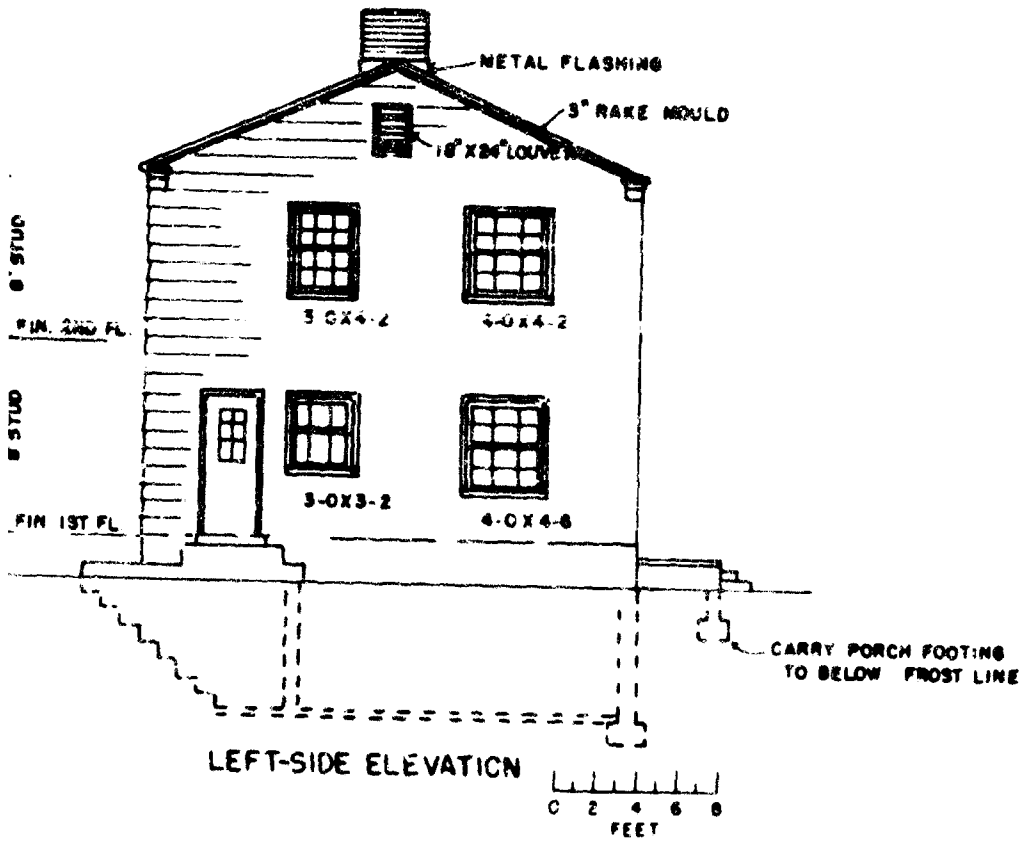 METAL FLASHING
3" RAKE MOULD
18"X24" LOUVER
8' STUD
3-0X4-2
4-0X4-2
FIN. 2ND FL.
8' STUD
3-0X3-2
4-0X4-6
FIN 1ST FL
CARRY PORCH FOOTING
TO BELOW FROST LINE
LEFT-SIDE ELEVATION
0 2 4 6 8
FEET